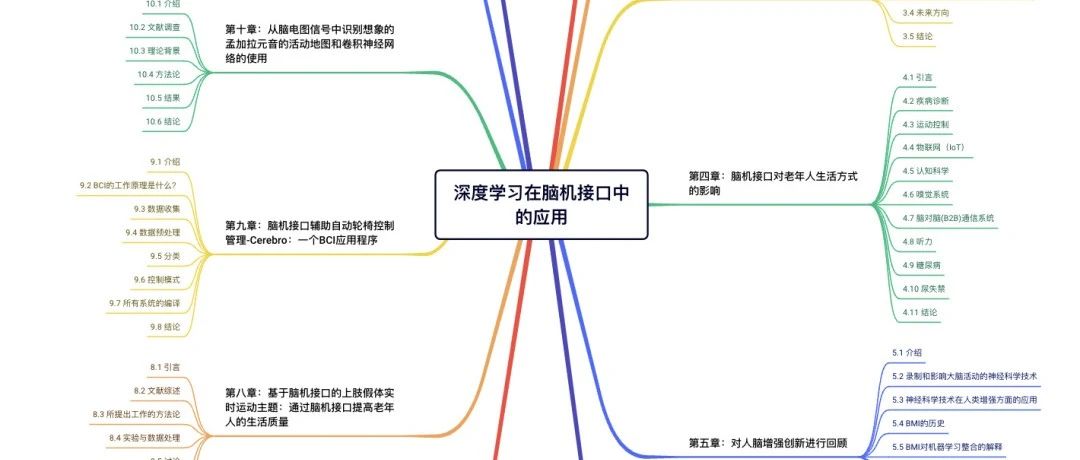 10.1 介绍
10.2 文献调查
10.3 理论背景
10.4 方法论
10.5 结果
10.6 结论
第十章：从脑电图信号中识别想象的
孟加拉元音的活动地图和卷积神经网
络的使用
9.1 介绍
9.2 BCI的工作原理是什么？
9.3 数据收集
9.4 数据预处理
9.5 分类
9.6 控制模式
9.7 所有系统的编译
9.8 结论
第九章：脑机接口辅助自动轮椅控制
管理-Cerebro：一个BCI应用程序
8.1 引言
8.2 文献综述
8.3 所提出工作的方法论
8.4 实验与数据处理
8.5 讨论
第八章：基于脑机接口的上肢假体实
时运动主题：通过脑机接口提高老年
人的生活质量
深度学习在脑机接口中
的应用
3.4 未来方向
3.5 结论
第四章：脑机接口对老年人生活方式
的影响
4.1 引言
4.2 疾病诊断
4.3 运动控制
4.4 物联网（IoT）
4.5 认知科学
4.6 嗅觉系统
4.7 脑对脑(B2B)通信系统
4.8 听力
4.9 糖尿病
4.10 尿失禁
4.11 结论
第五章：对人脑增强创新进行回顾
5.1 介绍
5.2 录制和影响大脑活动的神经科学技术
5.3 神经科学技术在人类增强方面的应用
5.4 BMI的历史
5.5 BMI对机器学习整合的解释